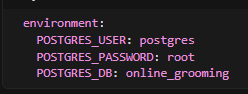 environment:
  POSTGRES_USER: postgres
  POSTGRES_PASSWORD: root
  POSTGRES_DB: online_grooming